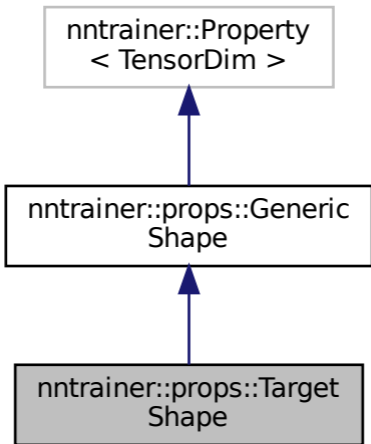 nntrainer::Property
< TensorDim >
nntrainer::props::Generic
Shape
nntrainer::props::Target
Shape